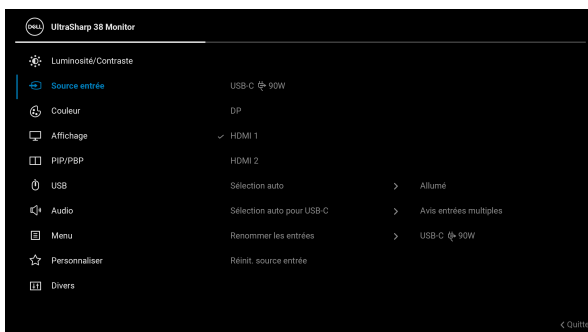 DELL UltraSharp 38 Monitor
Luminosité/Contraste
Source entrée USB-C 90W
Couleur DP
Affichage HDMI 1
PIP/PBP HDMI 2
USB Sélection auto > Allumé
Audio Sélection auto pour USB-C > Avis entrées multiples
Menu Renommer les entrées > USB-C 90W
Personnaliser Réinit. source entrée
Divers
< Quitte